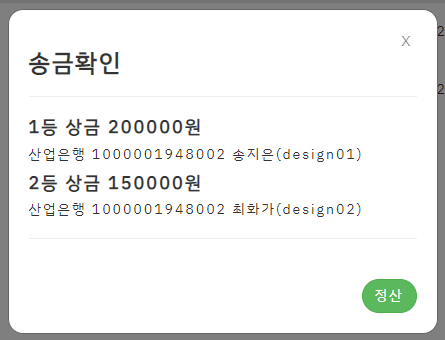 X
송금확인
1등 상금 200000원
산업은행 1000001948002 송지은(design01)
2등 상금 150000원
산업은행 1000001948002 최화가(design02)
정산